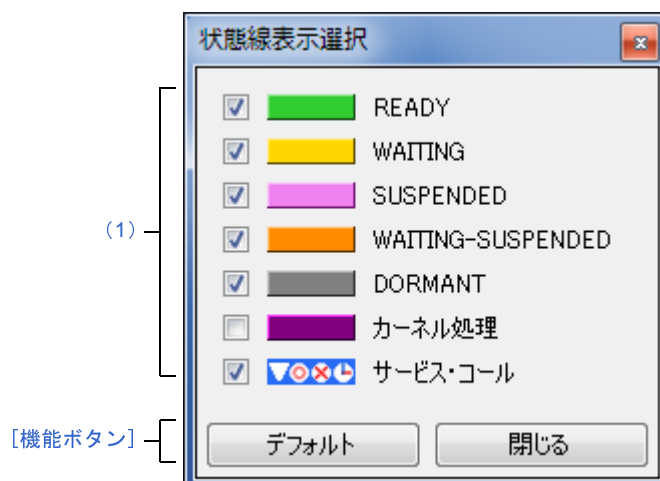 状態線表示選択
READY
WAITING
SUSPENDED
(1)
WAITING-SUSPENDED
DORMANT
カーネル処理
サービス・コール
[機能ボタン]
デフォルト
閉じる